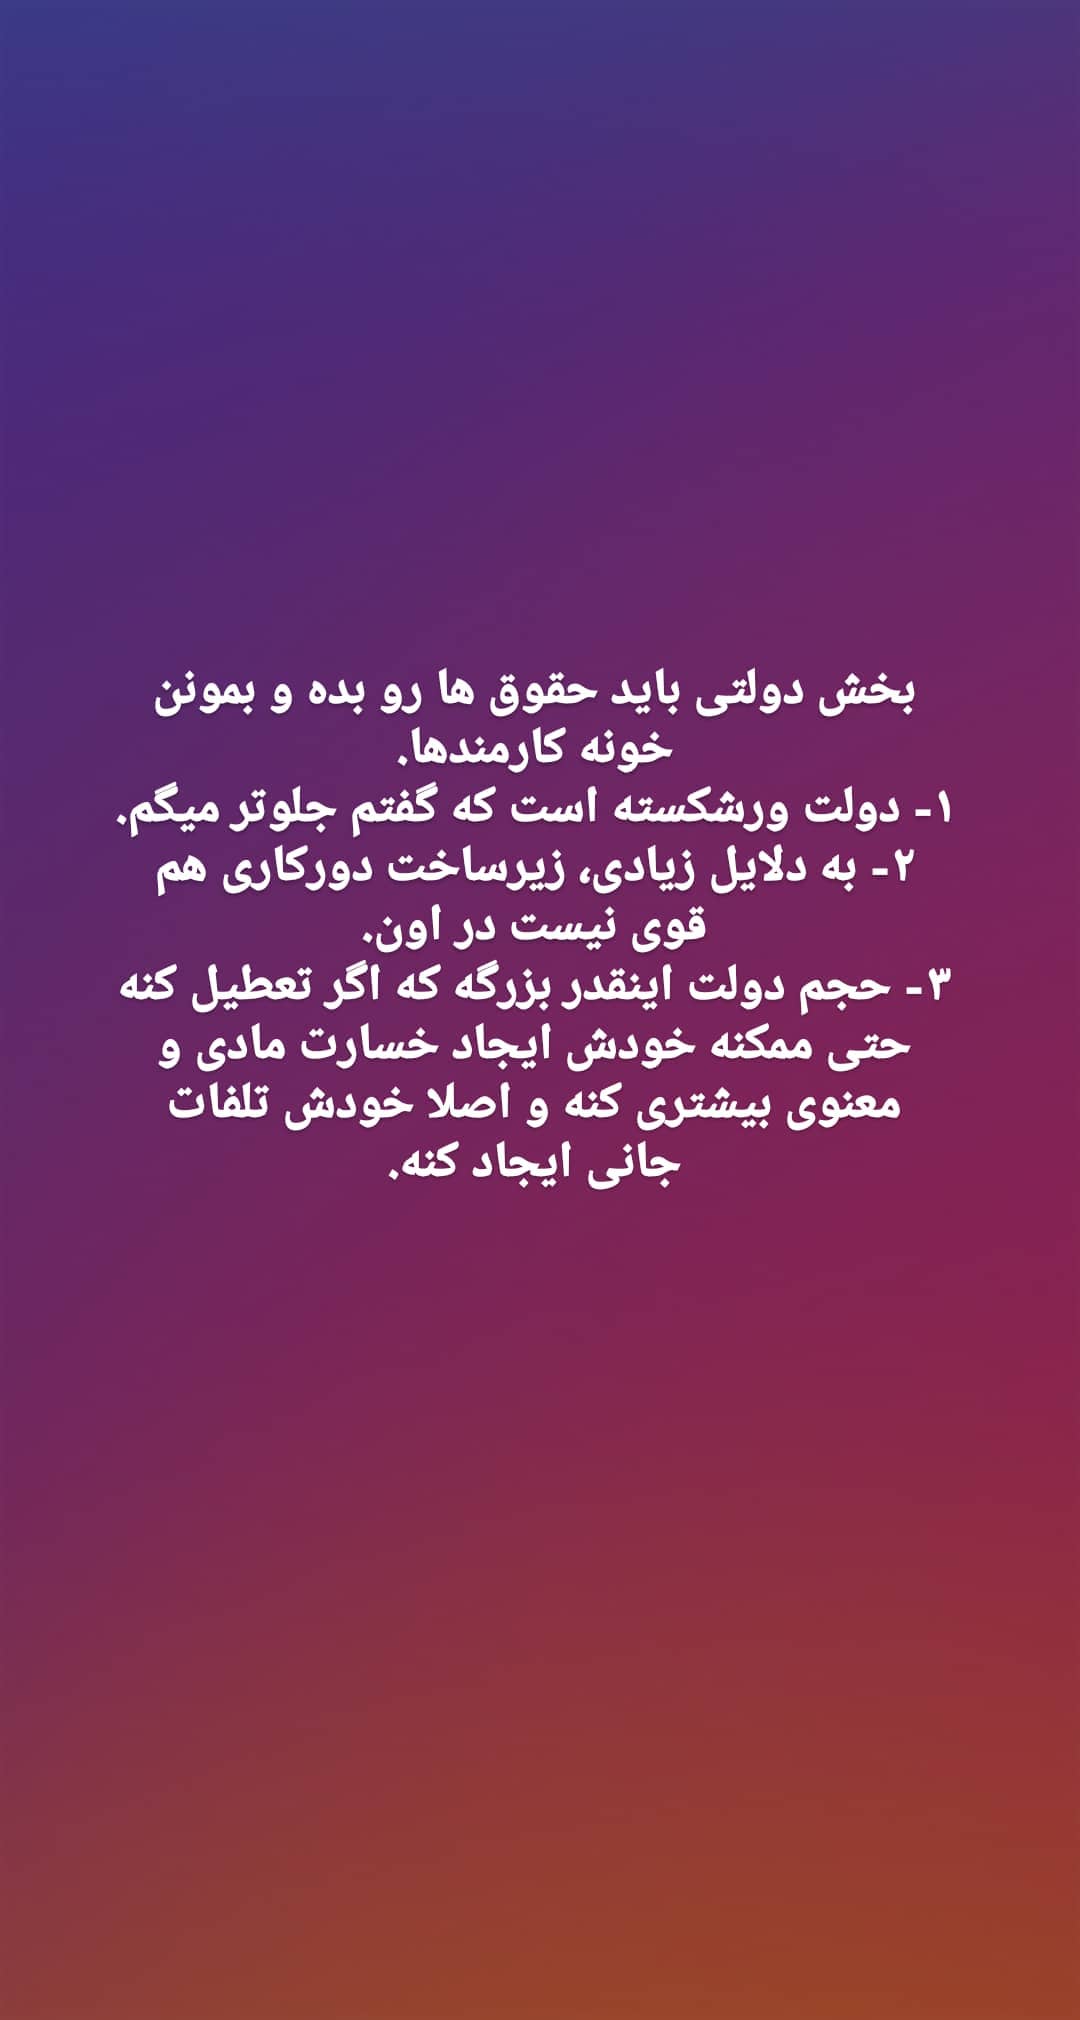 بخش دولتی باید حقوق ها رو بده و بمونن
خونه کارمندها.
۱- دولت ورشکسته است که گفتم جلوتر میگم.
۲- به دلایل زیادی، زیرساخت دورکاری هم
قوی نیست در اون.
۳- حجم دولت اینقدر بزرگه که اگر تعطیل کنه
حتی ممکنه خودش ایجاد خسارت مادی و
معنوی بیشتری کنه و اصلا خودش تلفات
جانی ایجاد کنه.